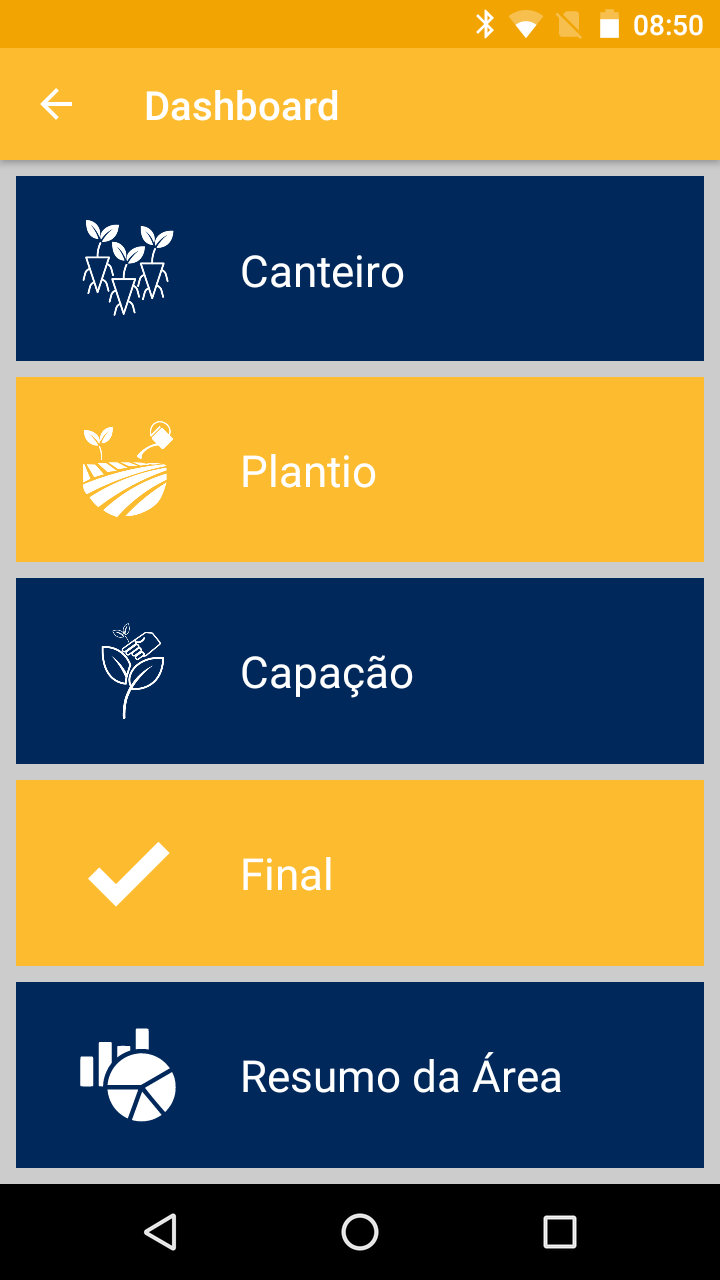 08:50
Dashboard
Canteiro
Plantio
Capação
Final
Resumo da Área